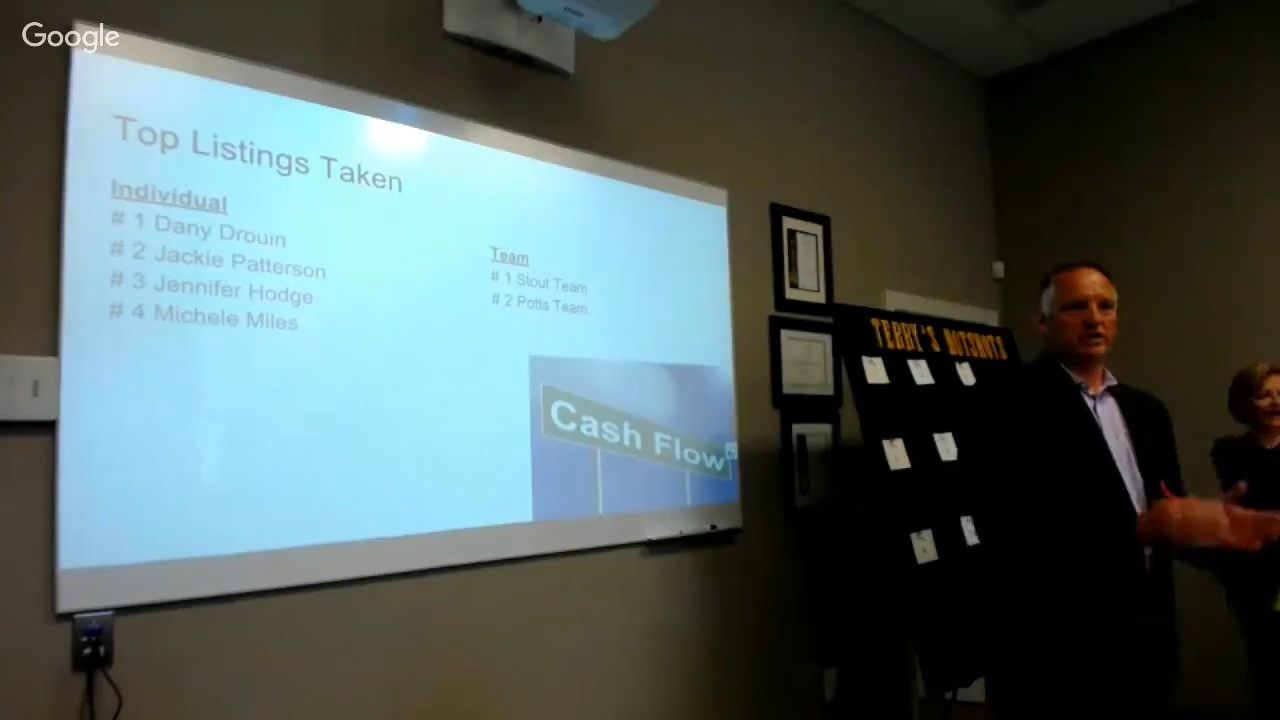 Google
Top Listings Taken
Individual
# 1 Dany Drouin
# 2 Jackie Patterson
# 3 Jennifer Hodge
# 4 Michele Miles
Team
# 1 Stout Team
# 2 Potts Team
Cash Flow
TERRY'S HOTSHOTS